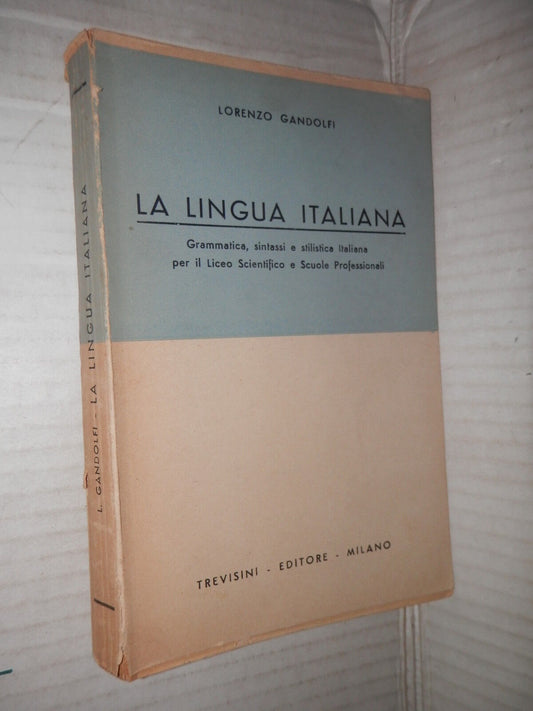 LORENZO GANDOLFI
LA LINGUA ITALIANA
Grammatica, sintassi e stilistica Italiana
per il Liceo Scientifico e Scuole Professionali
TREVISINI - EDITORE - MILANO
L. GANDOLFI - LA LINGUA ITALIANA